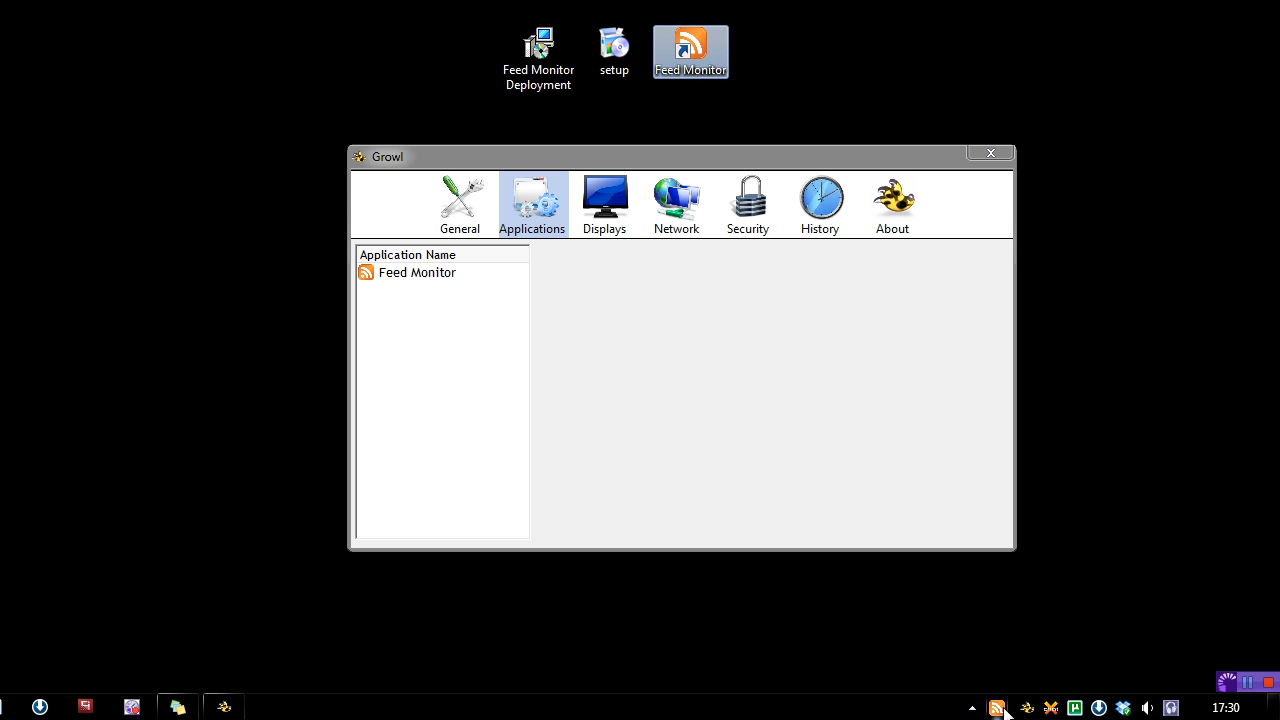 Feed Monitor
Deployment
setup
Feed Monitor
Growl
General
Applications
Displays
Network
Security
History
About
Application Name
Feed Monitor
17:30